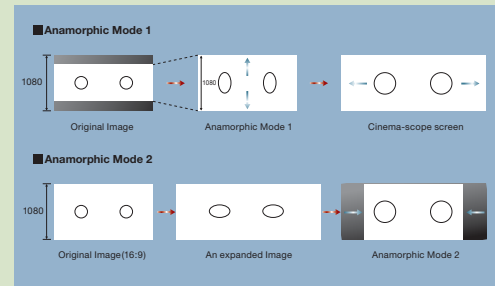 ■Anamorphic Mode 1
1080
1080
Original Image
Anamorphic Mode 1
Cinema-scope screen
■Anamorphic Mode 2
1080
Original Image(16:9)
An expanded Image
Anamorphic Mode 2